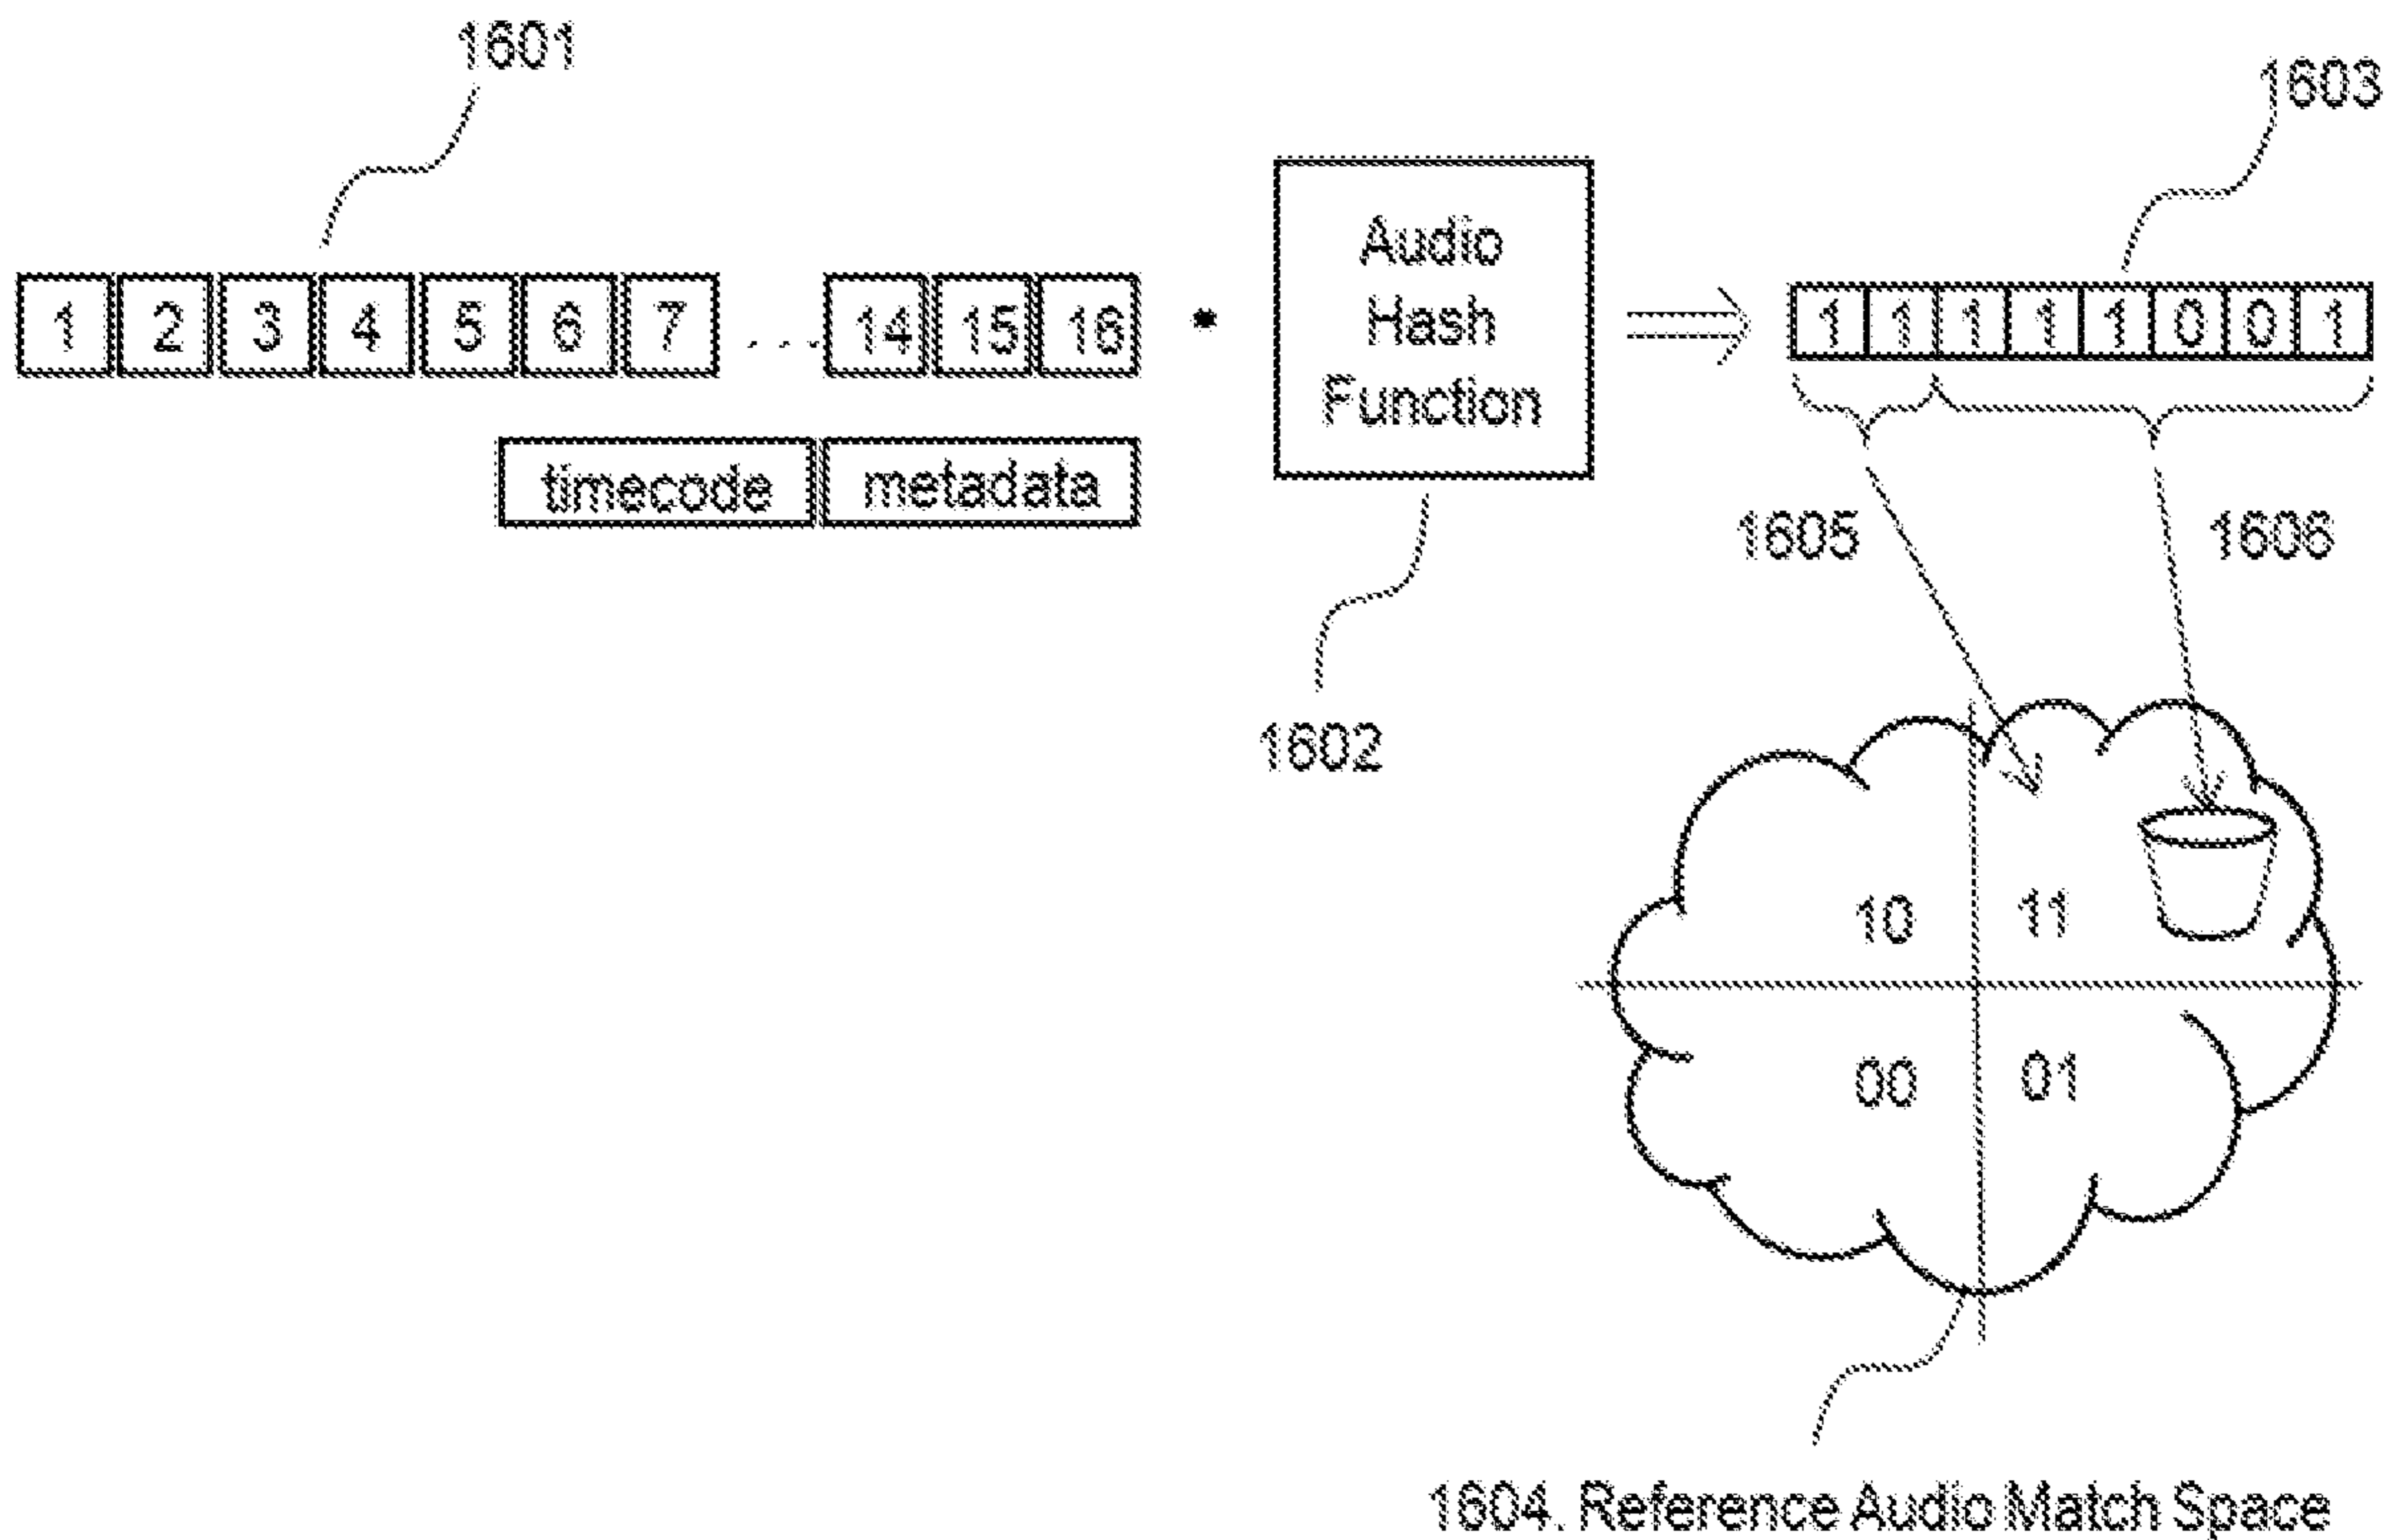 1601
1603
1 2 3 4 5 6 7 ... 14 15 16 •
Audio
Hash
Function
1 1 1 1 1 0 0 1
timecode metadata
1605
1606
1602
10 11
00 01
1604. Reference Audio Match Space